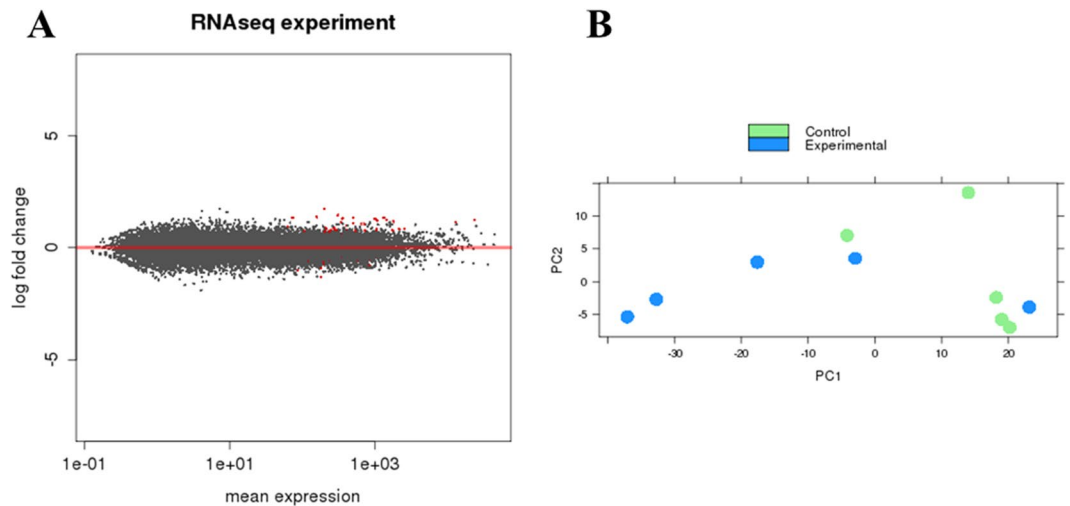 A
RNAseq experiment
log fold change
5
0
-5
1e-01 1e+01 1e+03
mean expression
B
Control
Experimental
PC2
10
5
0
-5
-30 -20 -10 0 10 20
PC1